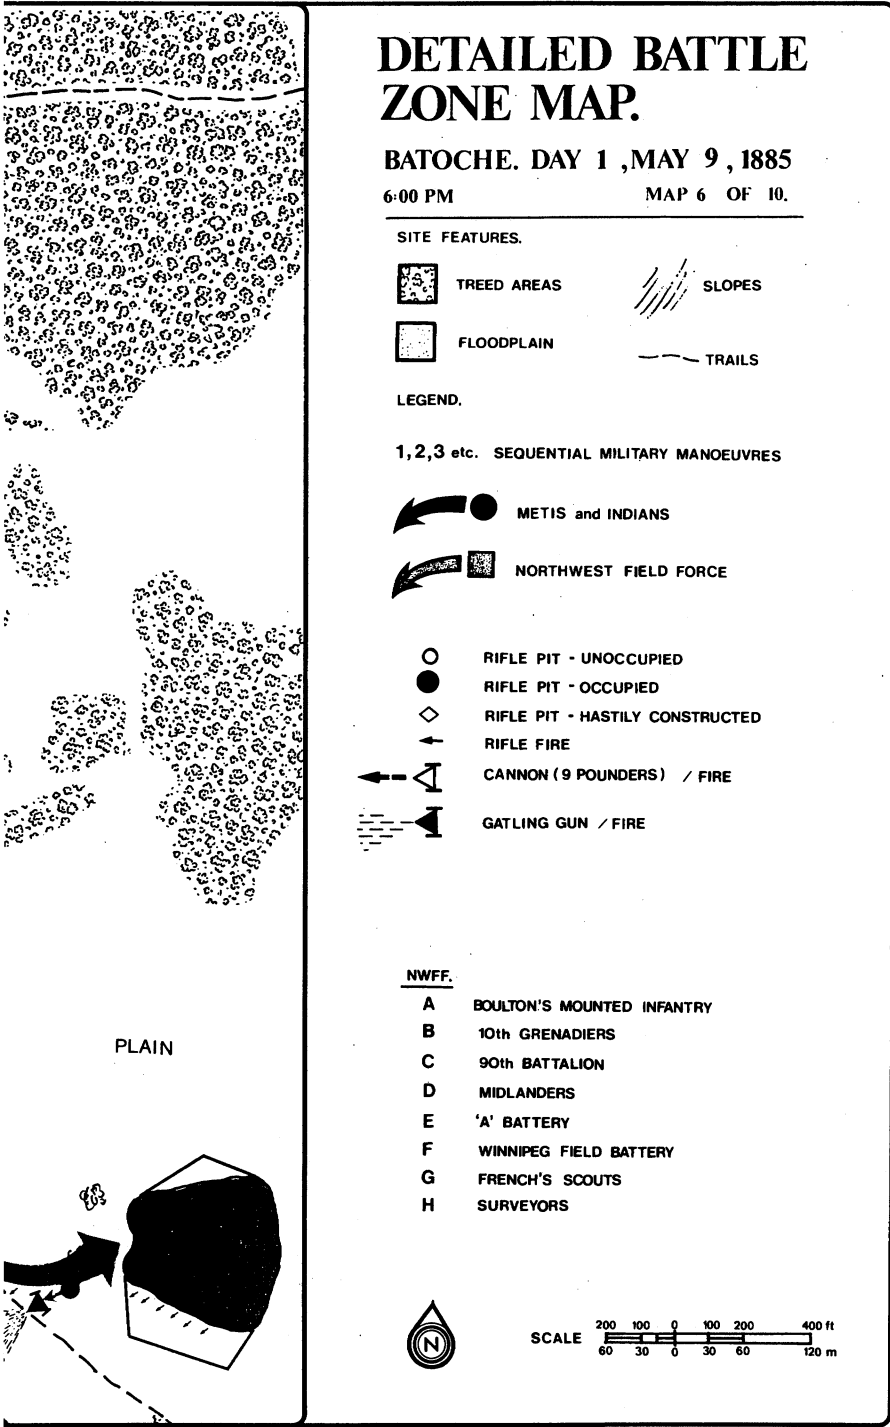 DETAILED BATTLE
ZONE MAP.
BATOCHE. DAY 1, MAY 9, 1885
6:00 PM MAP 6 OF 10.
SITE FEATURES.
TREED AREAS SLOPES
FLOODPLAIN
TRAILS
LEGEND.
1,2,3 etc. SEQUENTIAL MILITARY MANOEUVRES
METIS and INDIANS
NORTHWEST FIELD FORCE
RIFLE PIT - UNOCCUPIED
RIFLE PIT - OCCUPIED
RIFLE PIT - HASTILY CONSTRUCTED
RIFLE FIRE
CANNON (9 POUNDERS) / FIRE
GATLING GUN / FIRE
NWFF.
A BOULTON'S MOUNTED INFANTRY
B 10th GRENADIERS
C 90th BATTALION
D MIDLANDERS
E 'A' BATTERY
F WINNIPEG FIELD BATTERY
G FRENCH'S SCOUTS
H SURVEYORS
PLAIN
N
200 100 0 100 200 400 ft
SCALE
60 30 0 30 60 120 m